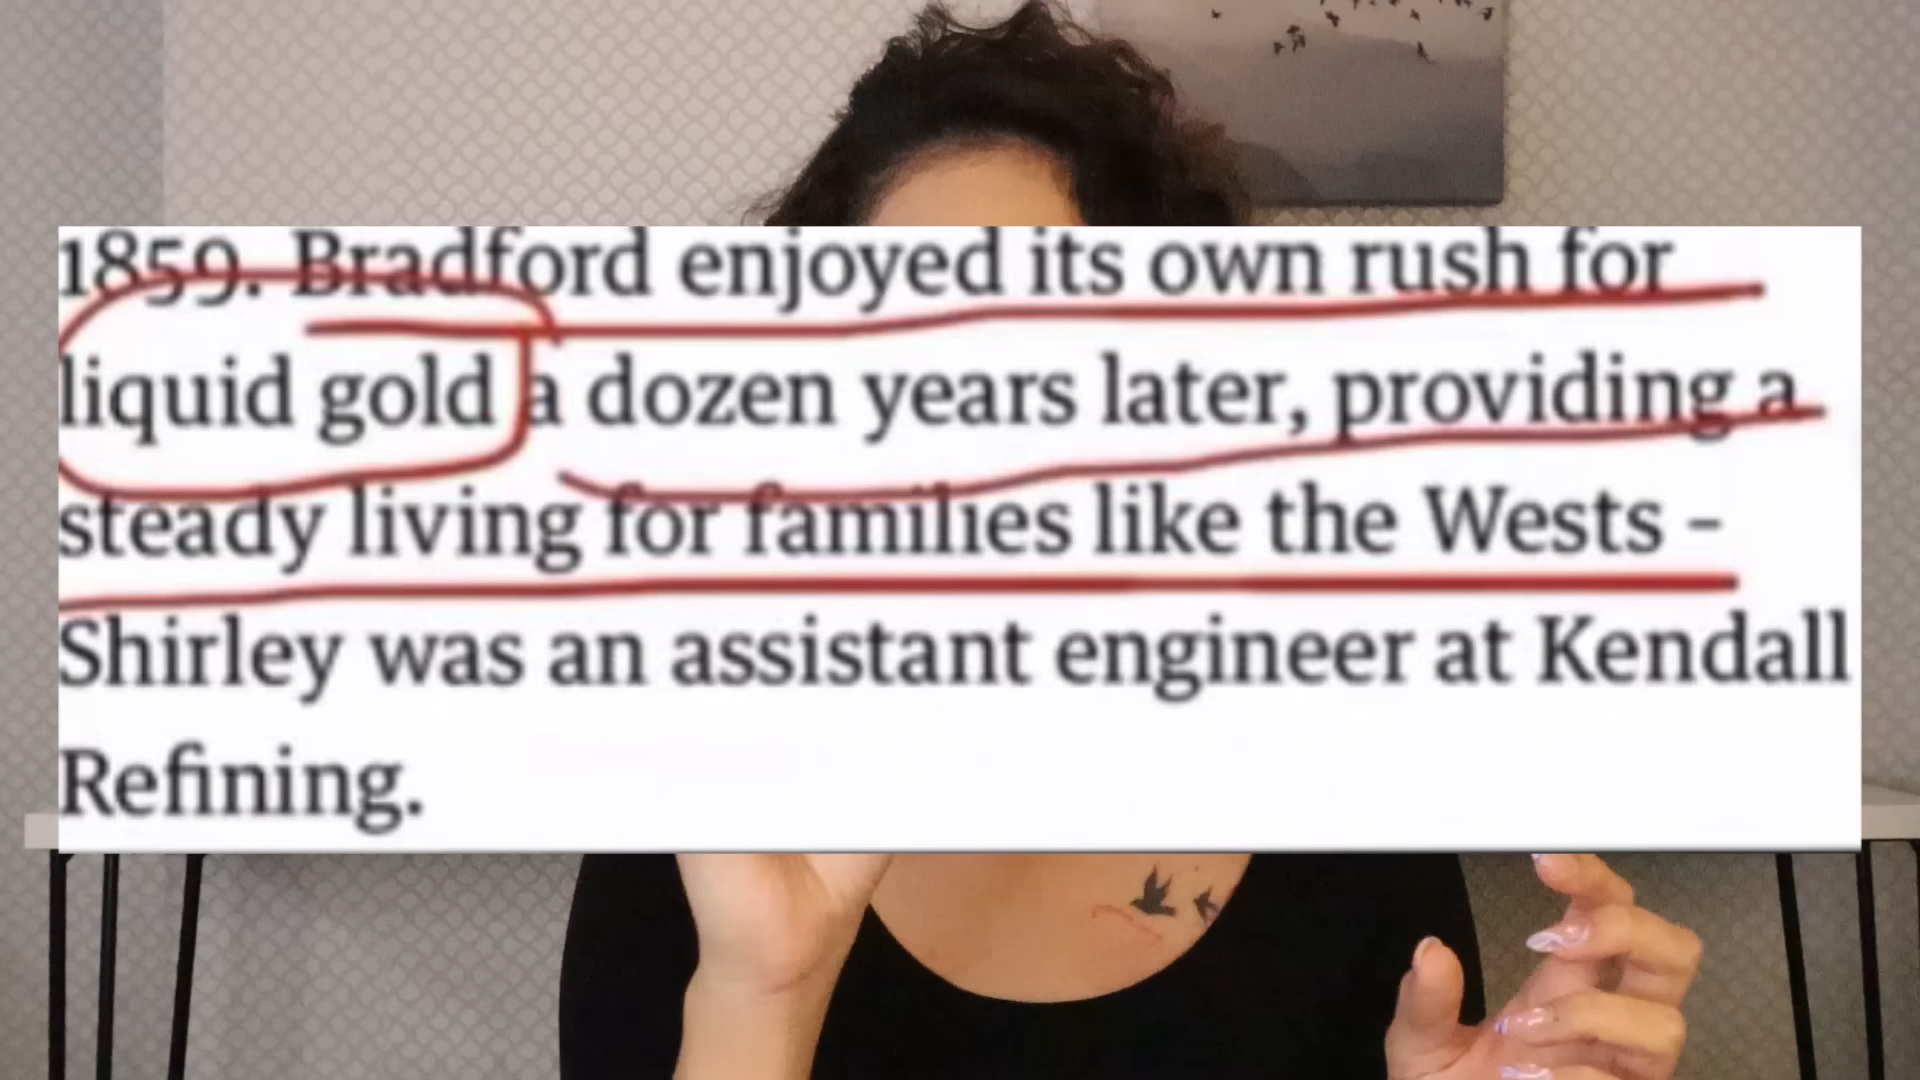 1859. Bradford enjoyed its own rush for
liquid gold a dozen years later, providing a
steady living for families like the Wests –
Shirley was an assistant engineer at Kendall
Refining.